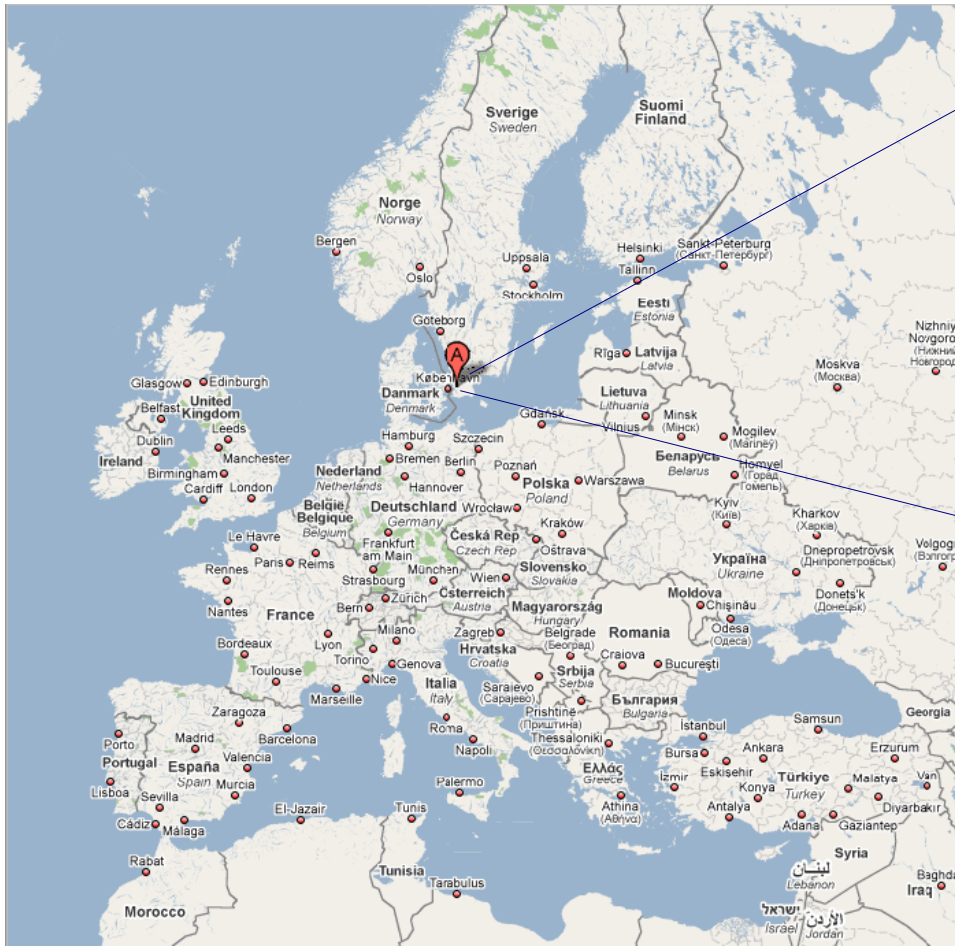 Sverige
Sweden
Suomi
Finland
Norge
Norway
Bergen
Oslo
Uppsala
Stockholm
Helsinki
Tallinn
Sankt-Peterburg
(Санкт-Петербург)
Eesti
Estonia
Göteborg
A
Rīga
Latvija
Latvia
Nizhniy
Novgorod
(Нижний
Новгород)
Moskva
(Москва)
København
Danmark
Denmark
Lietuva
Lithuania
Vilnius
Gdańsk
Minsk
(Мінск)
Mogilev
Беларусь
Belarus
Homyel
(Горад
Гомель)
Glasgow
Edinburgh
Belfast
United
Kingdom
Leeds
Dublin
Ireland
Manchester
Birmingham
Cardiff
London
Hamburg
Bremen
Szczecin
Berlin
Hannover
Nederland
Netherlands
Deutschland
Germany
Poznań
Polska
Poland
Warszawa
Wrocław
België
Belgique
Belgium
Kraków
Ostrava
Česká Rep
Czech Rep
Kyiv
(Київ)
Kharkov
(Харків)
Le Havre
Paris
Reims
Frankfurt
am Main
Rennes
Strasbourg
München
Slovensko
Slovakia
Wien
Österreich
Austria
Україна
Ukraine
Dnepropetrovsk
(Дніпропетровськ)
Donets'k
(Донецьк)
Nantes
France
Bern
Zürich
Magyarország
Hungary
Moldova
Chişinău
Odesa
(Одеса)
Lyon
Milano
Zagreb
Hrvatska
Croatia
Belgrade
(Београд)
Romania
Bordeaux
Torino
Genova
Craiova
Bucureşti
Toulouse
Nice
Marseille
Italia
Italy
Sarajevo
(Сарајево)
Srbija
Serbia
България
Bulgaria
Prishtinë
(Приштина)
Georgia
Zaragoza
Porto
Madrid
Barcelona
Roma
Napoli
Thessaloniki
(Θεσσαλονίκη)
İstanbul
Samsun
Portugal
España
Spain
Valencia
Bursa
Ankara
Erzurum
Eskişehir
Ελλάς
Greece
Lisboa
Murcia
Palermo
İzmir
Konya
Türkiye
Turkey
Malatya
Van
Sevilla
Athina
(Αθήνα)
Antalya
Diyarbakır
Cádiz
Málaga
El-Jazair
Tunis
Adana
Gaziantep
Rabat
Tunisia
Syria
Tarabulus
لبنــان
Lebanon
Iraq
Morocco
ישראל
Israel
الأردن
Jordan